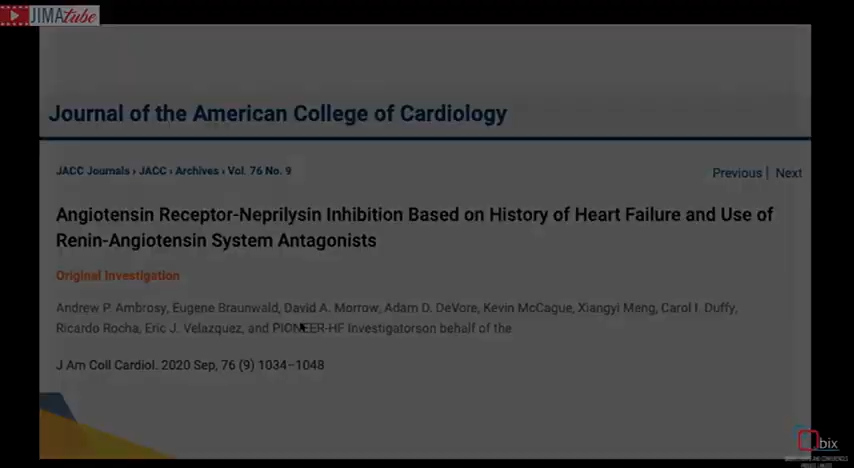 JIMAtube
Journal of the American College of Cardiology
JACC Journals › JACC › Archives › Vol. 76 No. 9
Previous | Next
Angiotensin Receptor-Neprilysin Inhibition Based on History of Heart Failure and Use of
Renin-Angiotensin System Antagonists
Original Investigation
Andrew P. Ambrosy, Eugene Braunwald, David A. Morrow, Adam D. DeVore, Kevin McCague, Xiangyi Meng, Carol I. Duffy,
Ricardo Rocha, Eric J. Velazquez, and PIONEER-HF Investigatorson behalf of the
J Am Coll Cardiol. 2020 Sep, 76 (9) 1034–1048
bix